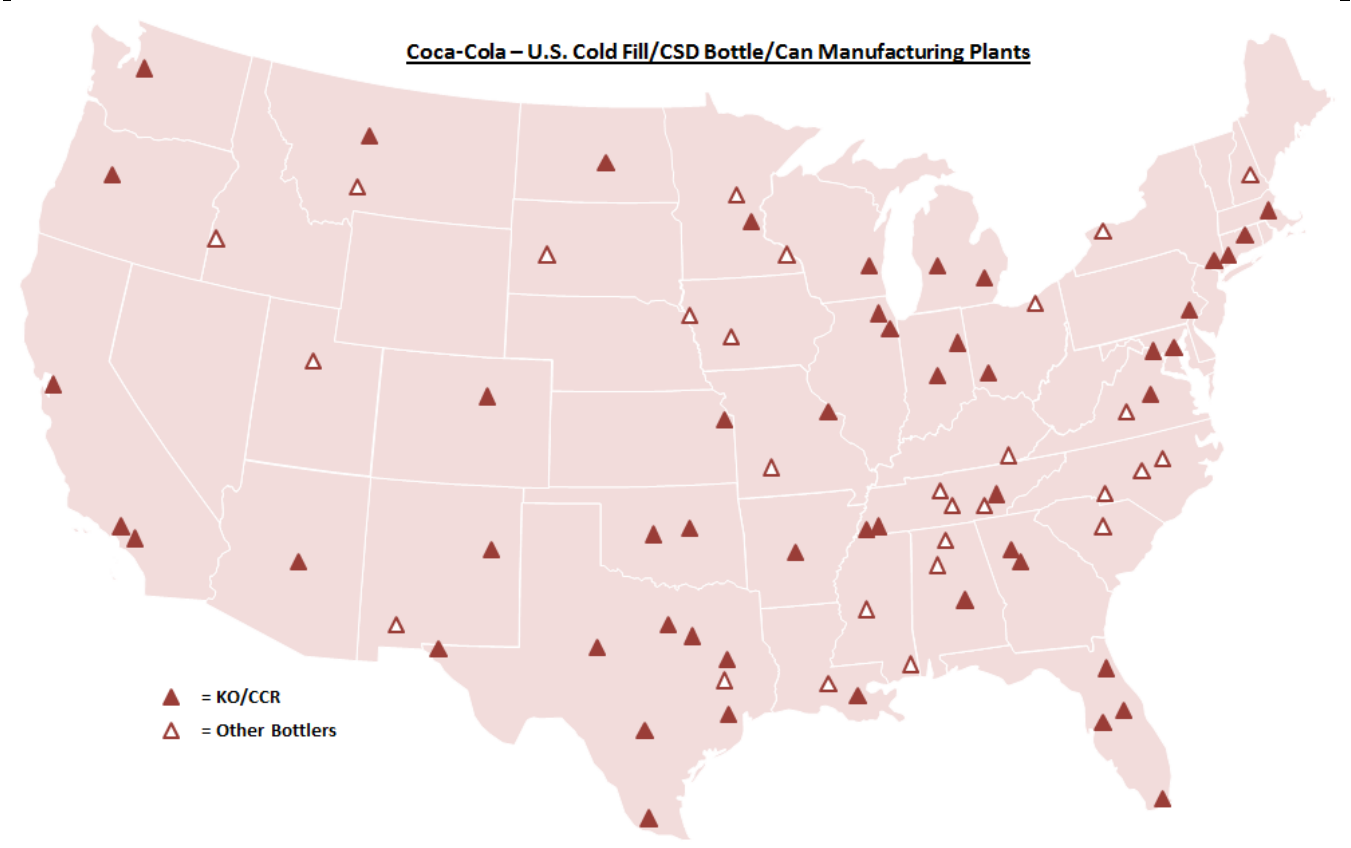 Coca-Cola – U.S. Cold Fill/CSD Bottle/Can Manufacturing Plants
= KO/CCR
= Other Bottlers